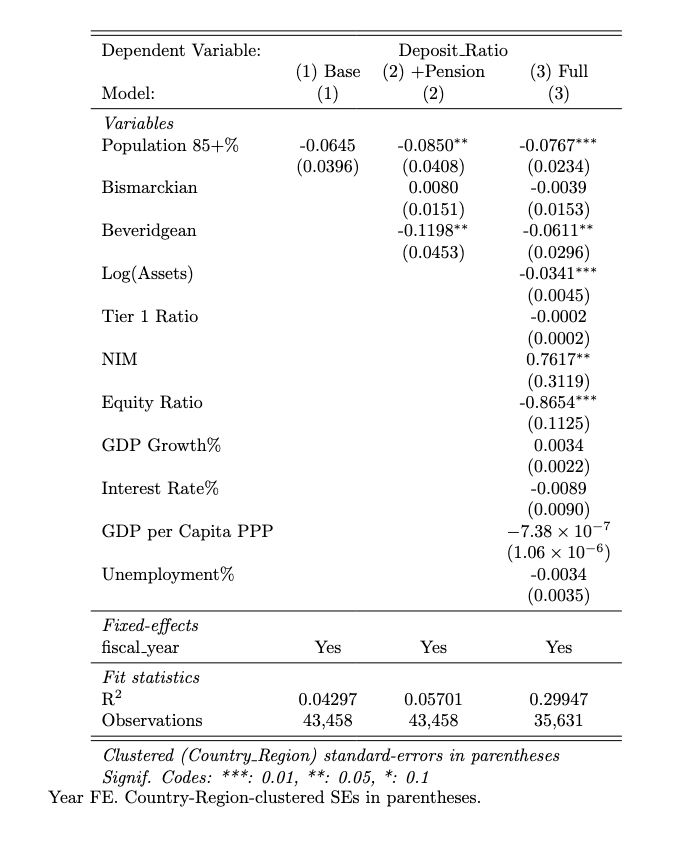 Dependent Variable: Deposit_Ratio
(1) Base (2) +Pension (3) Full
Model: (1) (2) (3)
Variables
Population 85+% -0.0645 -0.0850** -0.0767***
(0.0396) (0.0408) (0.0234)
Bismarckian 0.0080 -0.0039
(0.0151) (0.0153)
Beveridgean -0.1198** -0.0611**
(0.0453) (0.0296)
Log(Assets) -0.0341***
(0.0045)
Tier 1 Ratio -0.0002
(0.0002)
NIM 0.7617**
(0.3119)
Equity Ratio -0.8654***
(0.1125)
GDP Growth% 0.0034
(0.0022)
Interest Rate% -0.0089
(0.0090)
GDP per Capita PPP −7.38 × 10⁻⁷
(1.06 × 10⁻⁶)
Unemployment% -0.0034
(0.0035)
Fixed-effects
fiscal_year Yes Yes Yes
Fit statistics
R² 0.04297 0.05701 0.29947
Observations 43,458 43,458 35,631
Clustered (Country_Region) standard-errors in parentheses
Signif. Codes: ***: 0.01, **: 0.05, *: 0.1
Year FE. Country-Region-clustered SEs in parentheses.